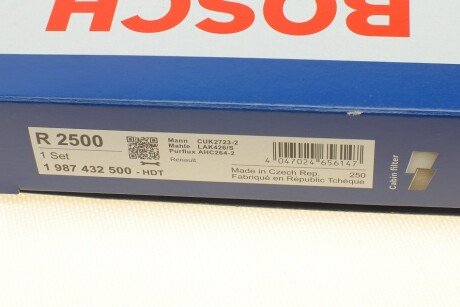 BOSCH
R 2500
1 Set
1 987 432 500 - HDT
Mann CUK2723-2
Mahle LAK426/S
Purflux AHC264-2
Renault
4 047024 656147
Made in Czech Rep. 250
Fabriqué en République Tchèque
Cabin filter